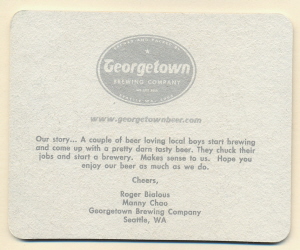 Georgetown
BREWING COMPANY
www.georgetownbeer.com
Our story... A couple of beer loving local boys start brewing
and come up with a pretty darn tasty beer. They chuck their
jobs and start a brewery. Makes sense to us. Hope you
enjoy our beer as much as we do.
Cheers,
Roger Bialous
Manny Chao
Georgetown Brewing Company
Seattle, WA